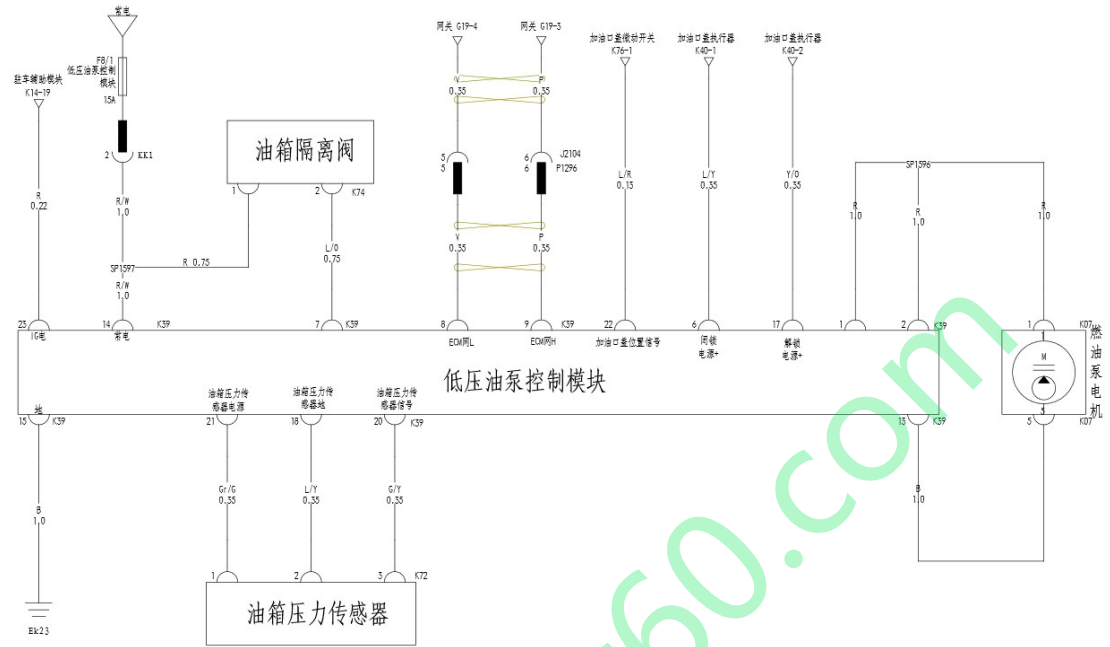 常电
网关 G19-4
网关 G19-3
加油口盖微动开关
K76-1
加油口盖执行器
K40-1
加油口盖执行器
K40-2
驻车辅助模块
K14-19
F8/1
低压油泵控制
模块
15A
2
KK1
油箱隔离阀
1
2
K74
V
0.35
P
0.35
5
5
6
6
J2104
P1296
V
0.35
P
0.35
R
0.22
R/W
1.0
SP1597
R 0.75
R/W
1.0
L/O
0.75
L/R
0.15
L/Y
0.35
Y/O
0.35
SP1596
R
1.0
R
1.0
R
1.0
23
14
K39
7
K39
8
9
K39
22
6
17
1
2
K39
1
K07
IG电
常电
ECM网L
ECM网H
加油口盖位置信号
闭锁
电源+
解锁
电源+
低压油泵控制模块
1
M
5
燃油泵电机
油箱压力传
感器电源
油箱压力传
感器地
油箱压力传
感器信号
地
15
K39
21
18
20
K39
13
K39
5
K07
B
1.0
Gr/G
0.35
L/Y
0.35
G/Y
0.35
B
1.0
1
2
3
K72
油箱压力传感器
Ek23
60.com